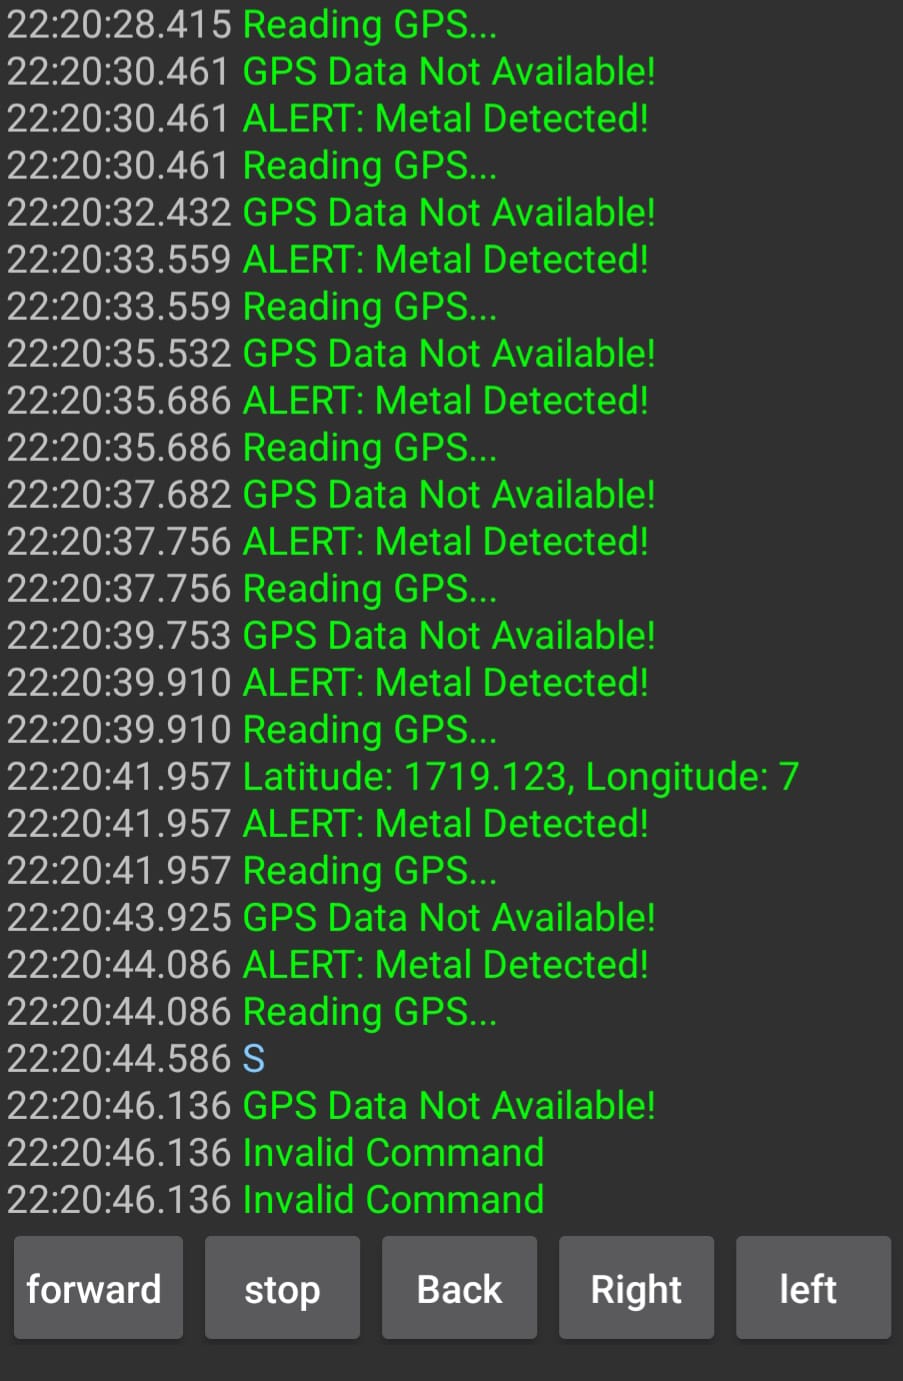 22:20:28.415 Reading GPS...
22:20:30.461 GPS Data Not Available!
22:20:30.461 ALERT: Metal Detected!
22:20:30.461 Reading GPS...
22:20:32.432 GPS Data Not Available!
22:20:33.559 ALERT: Metal Detected!
22:20:33.559 Reading GPS...
22:20:35.532 GPS Data Not Available!
22:20:35.686 ALERT: Metal Detected!
22:20:35.686 Reading GPS...
22:20:37.682 GPS Data Not Available!
22:20:37.756 ALERT: Metal Detected!
22:20:37.756 Reading GPS...
22:20:39.753 GPS Data Not Available!
22:20:39.910 ALERT: Metal Detected!
22:20:39.910 Reading GPS...
22:20:41.957 Latitude: 1719.123, Longitude: 7
22:20:41.957 ALERT: Metal Detected!
22:20:41.957 Reading GPS...
22:20:43.925 GPS Data Not Available!
22:20:44.086 ALERT: Metal Detected!
22:20:44.086 Reading GPS...
22:20:44.586 S
22:20:46.136 GPS Data Not Available!
22:20:46.136 Invalid Command
22:20:46.136 Invalid Command
forward stop Back Right left